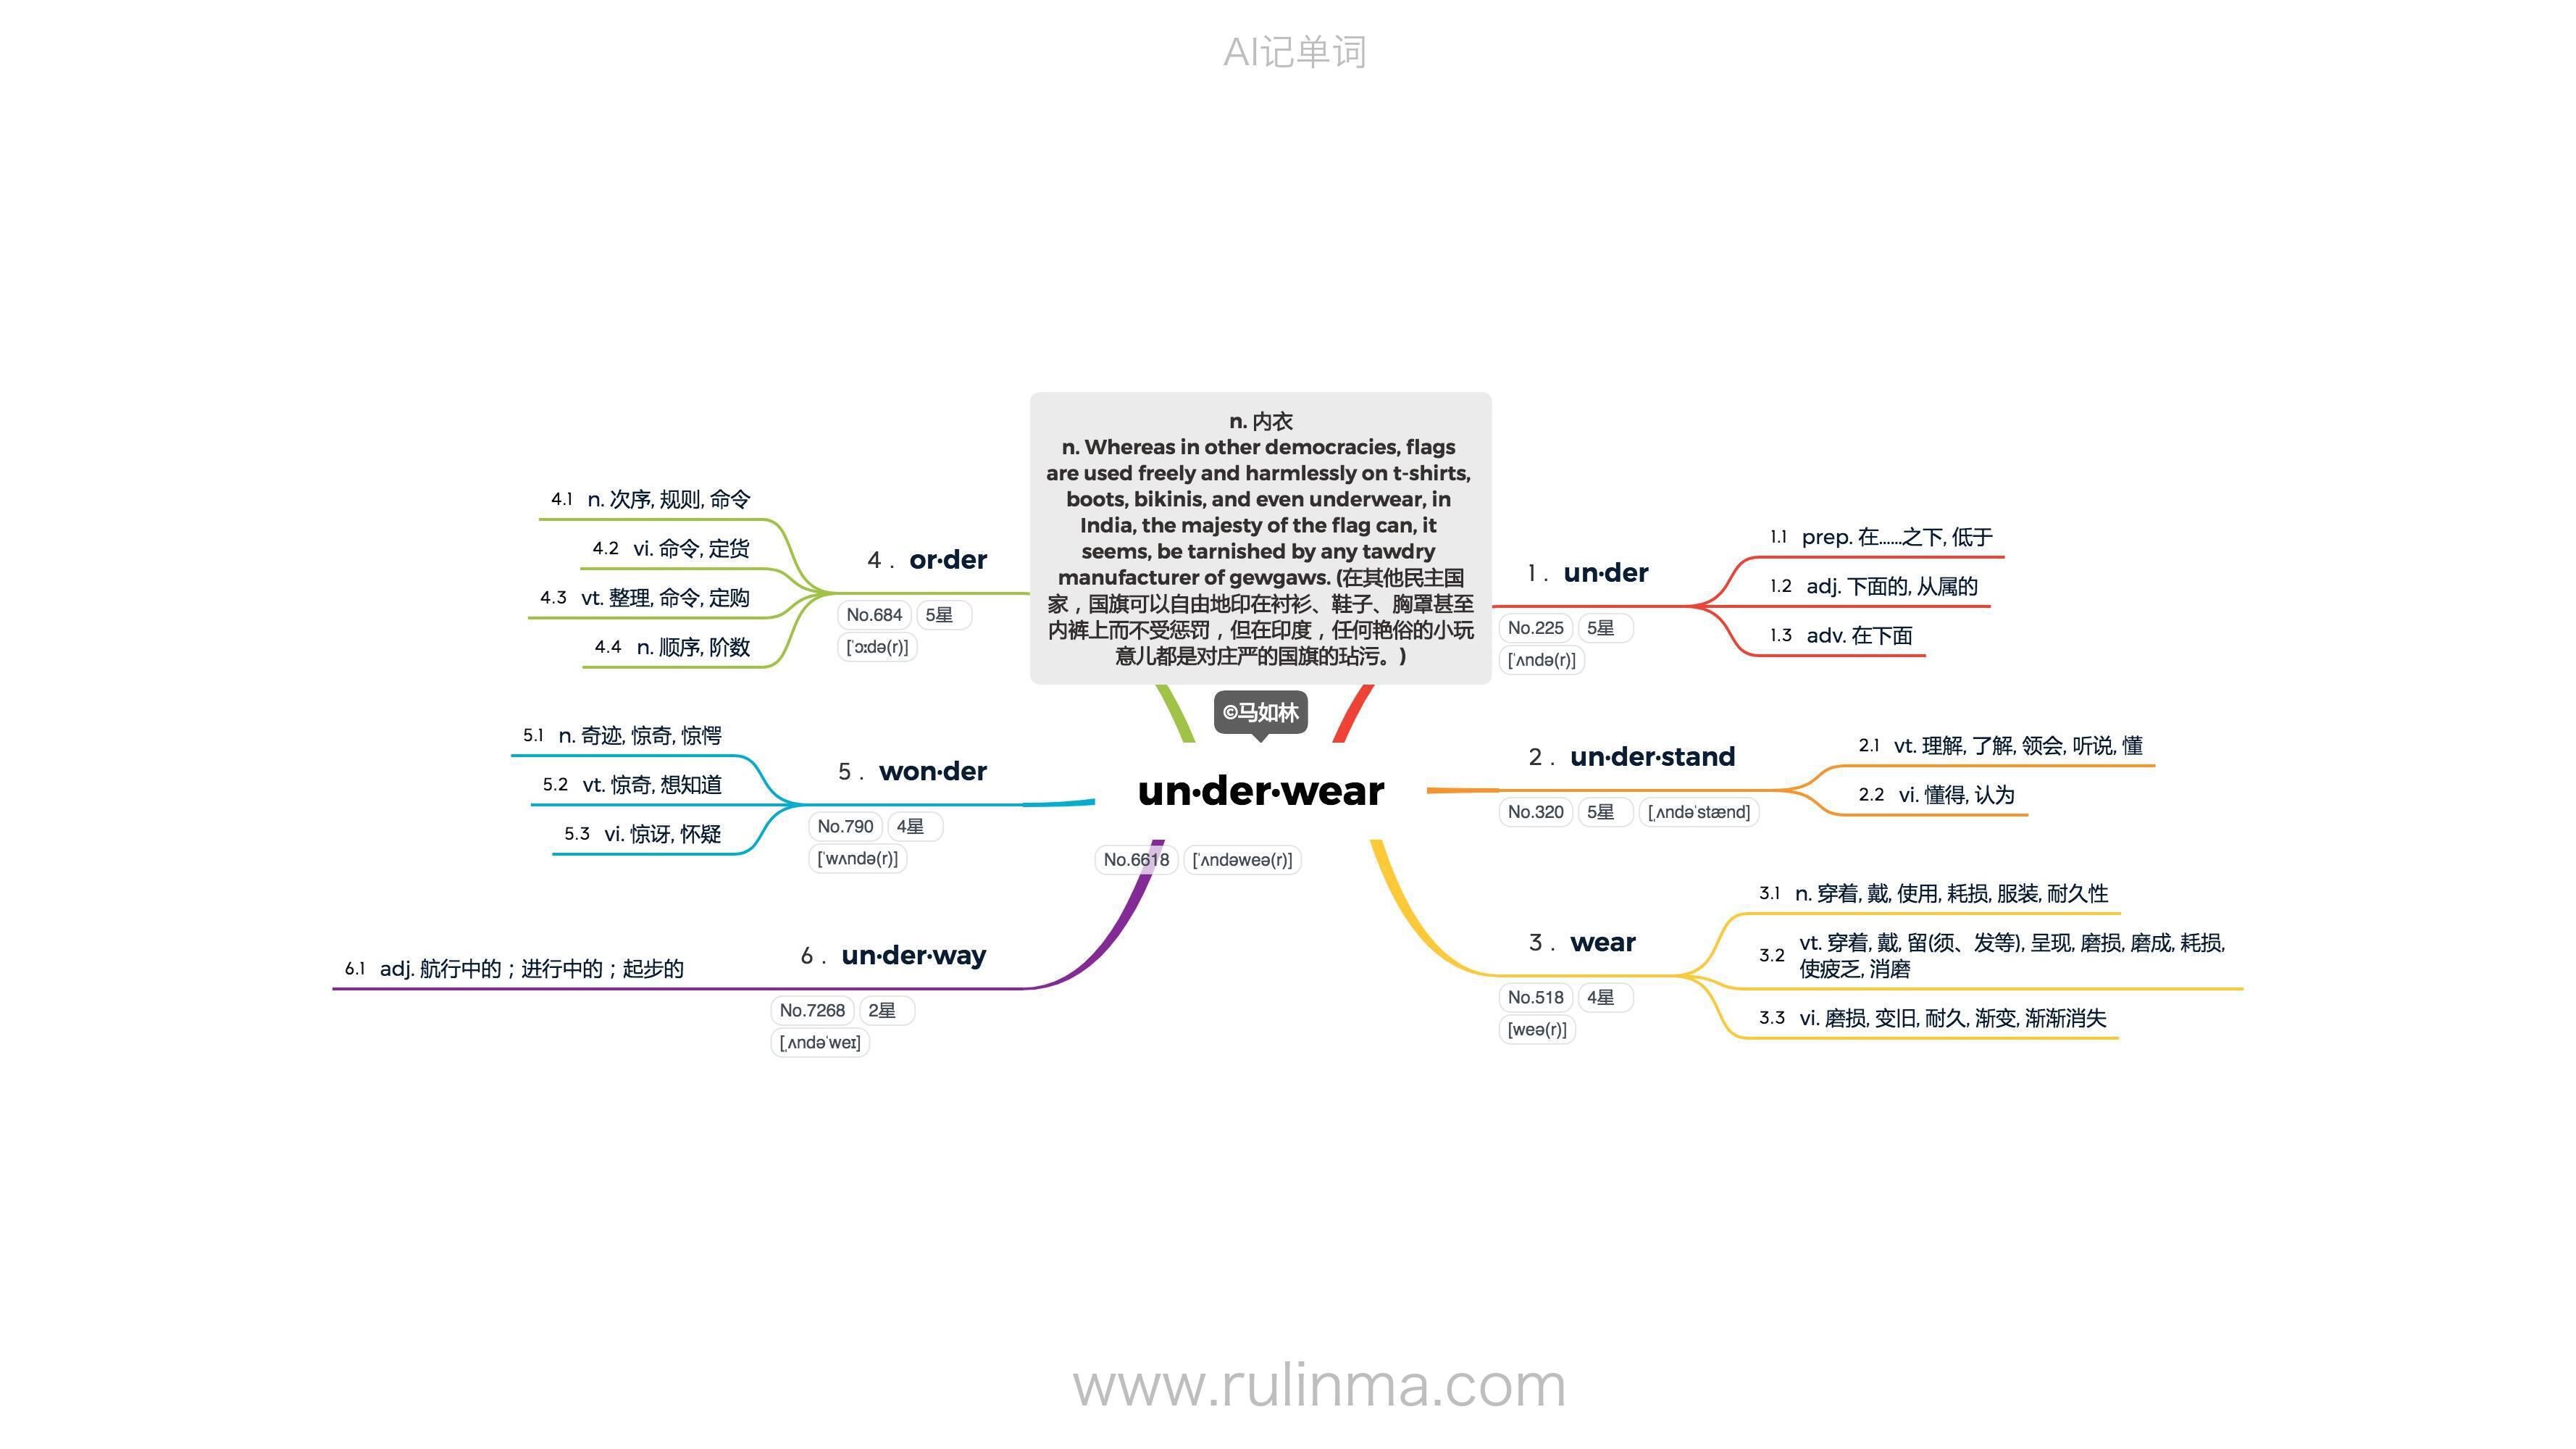 AI记单词
n. 内衣
n. Whereas in other democracies, flags
are used freely and harmlessly on t-shirts,
boots, bikinis, and even underwear, in
India, the majesty of the flag can, it
seems, be tarnished by any tawdry
manufacturer of gewgaws. (在其他民主国
家，国旗可以自由地印在衬衫、鞋子、胸罩甚至
内裤上而不受惩罚，但在印度，任何艳俗的小玩
意儿都是对庄严的国旗的玷污。)
©马如林
un·der·wear
No.6618 [ˈʌndəweə(r)]
1. un·der
No.225 5星
[ˈʌndə(r)]
1.1 prep. 在......之下, 低于
1.2 adj. 下面的, 从属的
1.3 adv. 在下面
2. un·der·stand
No.320 5星 [ˌʌndəˈstænd]
2.1 vt. 理解, 了解, 领会, 听说, 懂
2.2 vi. 懂得, 认为
3. wear
No.518 4星
[weə(r)]
3.1 n. 穿着, 戴, 使用, 耗损, 服装, 耐久性
3.2 vt. 穿着, 戴, 留(须、发等), 呈现, 磨损, 磨成, 耗损,
使疲乏, 消磨
3.3 vi. 磨损, 变旧, 耐久, 渐变, 渐渐消失
4. or·der
No.684 5星
[ˈɔːdə(r)]
4.1 n. 次序, 规则, 命令
4.2 vi. 命令, 定货
4.3 vt. 整理, 命令, 定购
4.4 n. 顺序, 阶数
5. won·der
No.790 4星
[ˈwʌndə(r)]
5.1 n. 奇迹, 惊奇, 惊愕
5.2 vt. 惊奇, 想知道
5.3 vi. 惊讶, 怀疑
6. un·der·way
No.7268 2星
[ˌʌndəˈweɪ]
6.1 adj. 航行中的；进行中的；起步的
www.rulinma.com